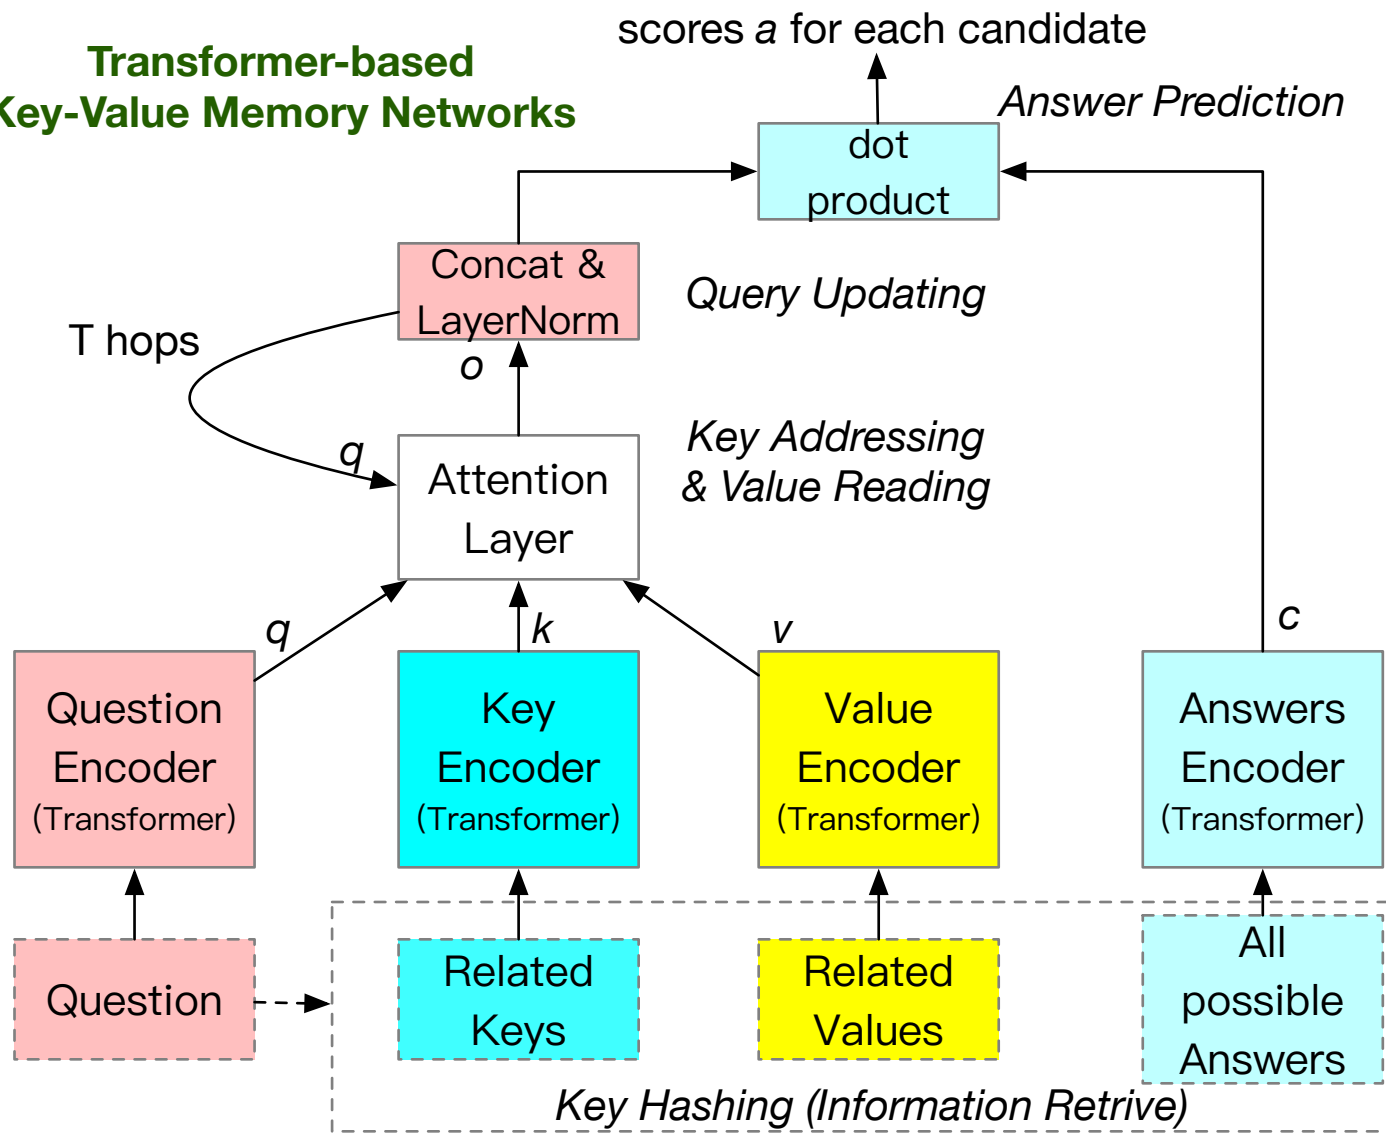 scores a for each candidate
Transformer-based
Key-Value Memory Networks
Answer Prediction
dot
product
Concat &
LayerNorm
Query Updating
T hops
o
q
Attention
Layer
Key Addressing
& Value Reading
q
k
v
c
Question
Encoder
(Transformer)
Key
Encoder
(Transformer)
Value
Encoder
(Transformer)
Answers
Encoder
(Transformer)
Question
Related
Keys
Related
Values
All
possible
Answers
Key Hashing (Information Retrive)